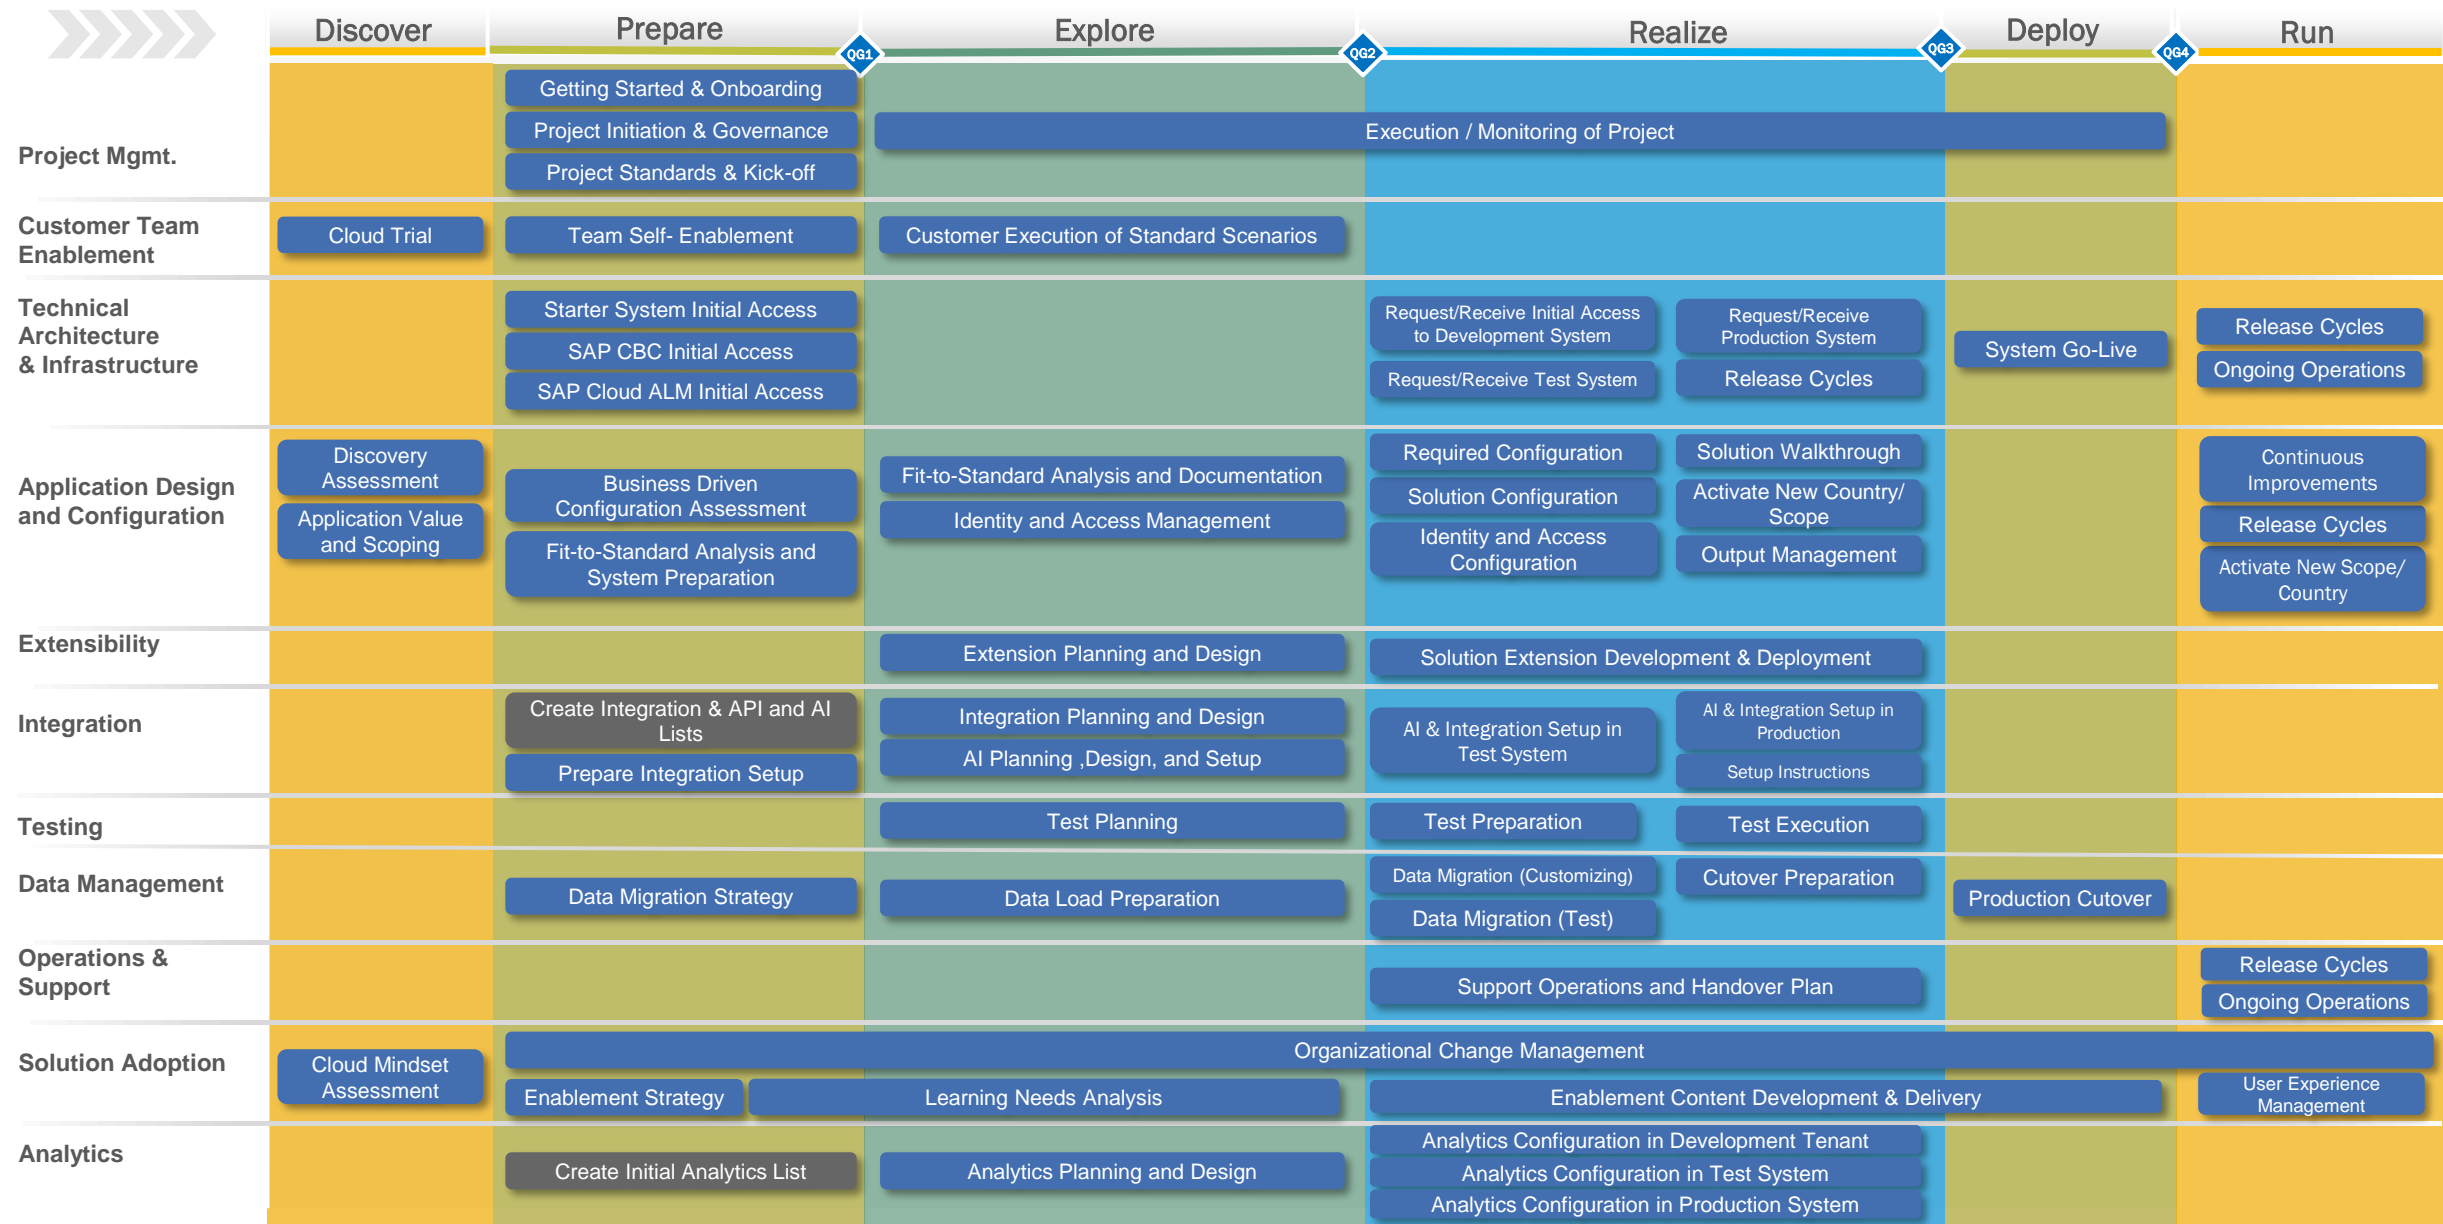 Discover
Prepare
Explore
Realize
Deploy
Run
QG1
QG2
QG3
QG4
Project Mgmt.
Getting Started & Onboarding
Project Initiation & Governance
Project Standards & Kick-off
Execution / Monitoring of Project
Customer Team
Enablement
Cloud Trial
Team Self- Enablement
Customer Execution of Standard Scenarios
Technical
Architecture
& Infrastructure
Starter System Initial Access
SAP CBC Initial Access
SAP Cloud ALM Initial Access
Request/Receive Initial Access
to Development System
Request/Receive Test System
Request/Receive
Production System
Release Cycles
System Go-Live
Release Cycles
Ongoing Operations
Application Design
and Configuration
Discovery
Assessment
Application Value
and Scoping
Business Driven
Configuration Assessment
Fit-to-Standard Analysis and
System Preparation
Fit-to-Standard Analysis and Documentation
Identity and Access Management
Required Configuration
Solution Configuration
Identity and Access
Configuration
Solution Walkthrough
Activate New Country/
Scope
Output Management
Continuous
Improvements
Release Cycles
Activate New Scope/
Country
Extensibility
Extension Planning and Design
Solution Extension Development & Deployment
Integration
Create Integration & API and AI
Lists
Prepare Integration Setup
Integration Planning and Design
AI Planning ,Design, and Setup
AI & Integration Setup in
Test System
AI & Integration Setup in
Production
Setup Instructions
Testing
Test Planning
Test Preparation
Test Execution
Data Management
Data Migration Strategy
Data Load Preparation
Data Migration (Customizing)
Data Migration (Test)
Cutover Preparation
Production Cutover
Operations &
Support
Support Operations and Handover Plan
Release Cycles
Ongoing Operations
Solution Adoption
Cloud Mindset
Assessment
Organizational Change Management
Enablement Strategy
Learning Needs Analysis
Enablement Content Development & Delivery
User Experience
Management
Analytics
Create Initial Analytics List
Analytics Planning and Design
Analytics Configuration in Development Tenant
Analytics Configuration in Test System
Analytics Configuration in Production System